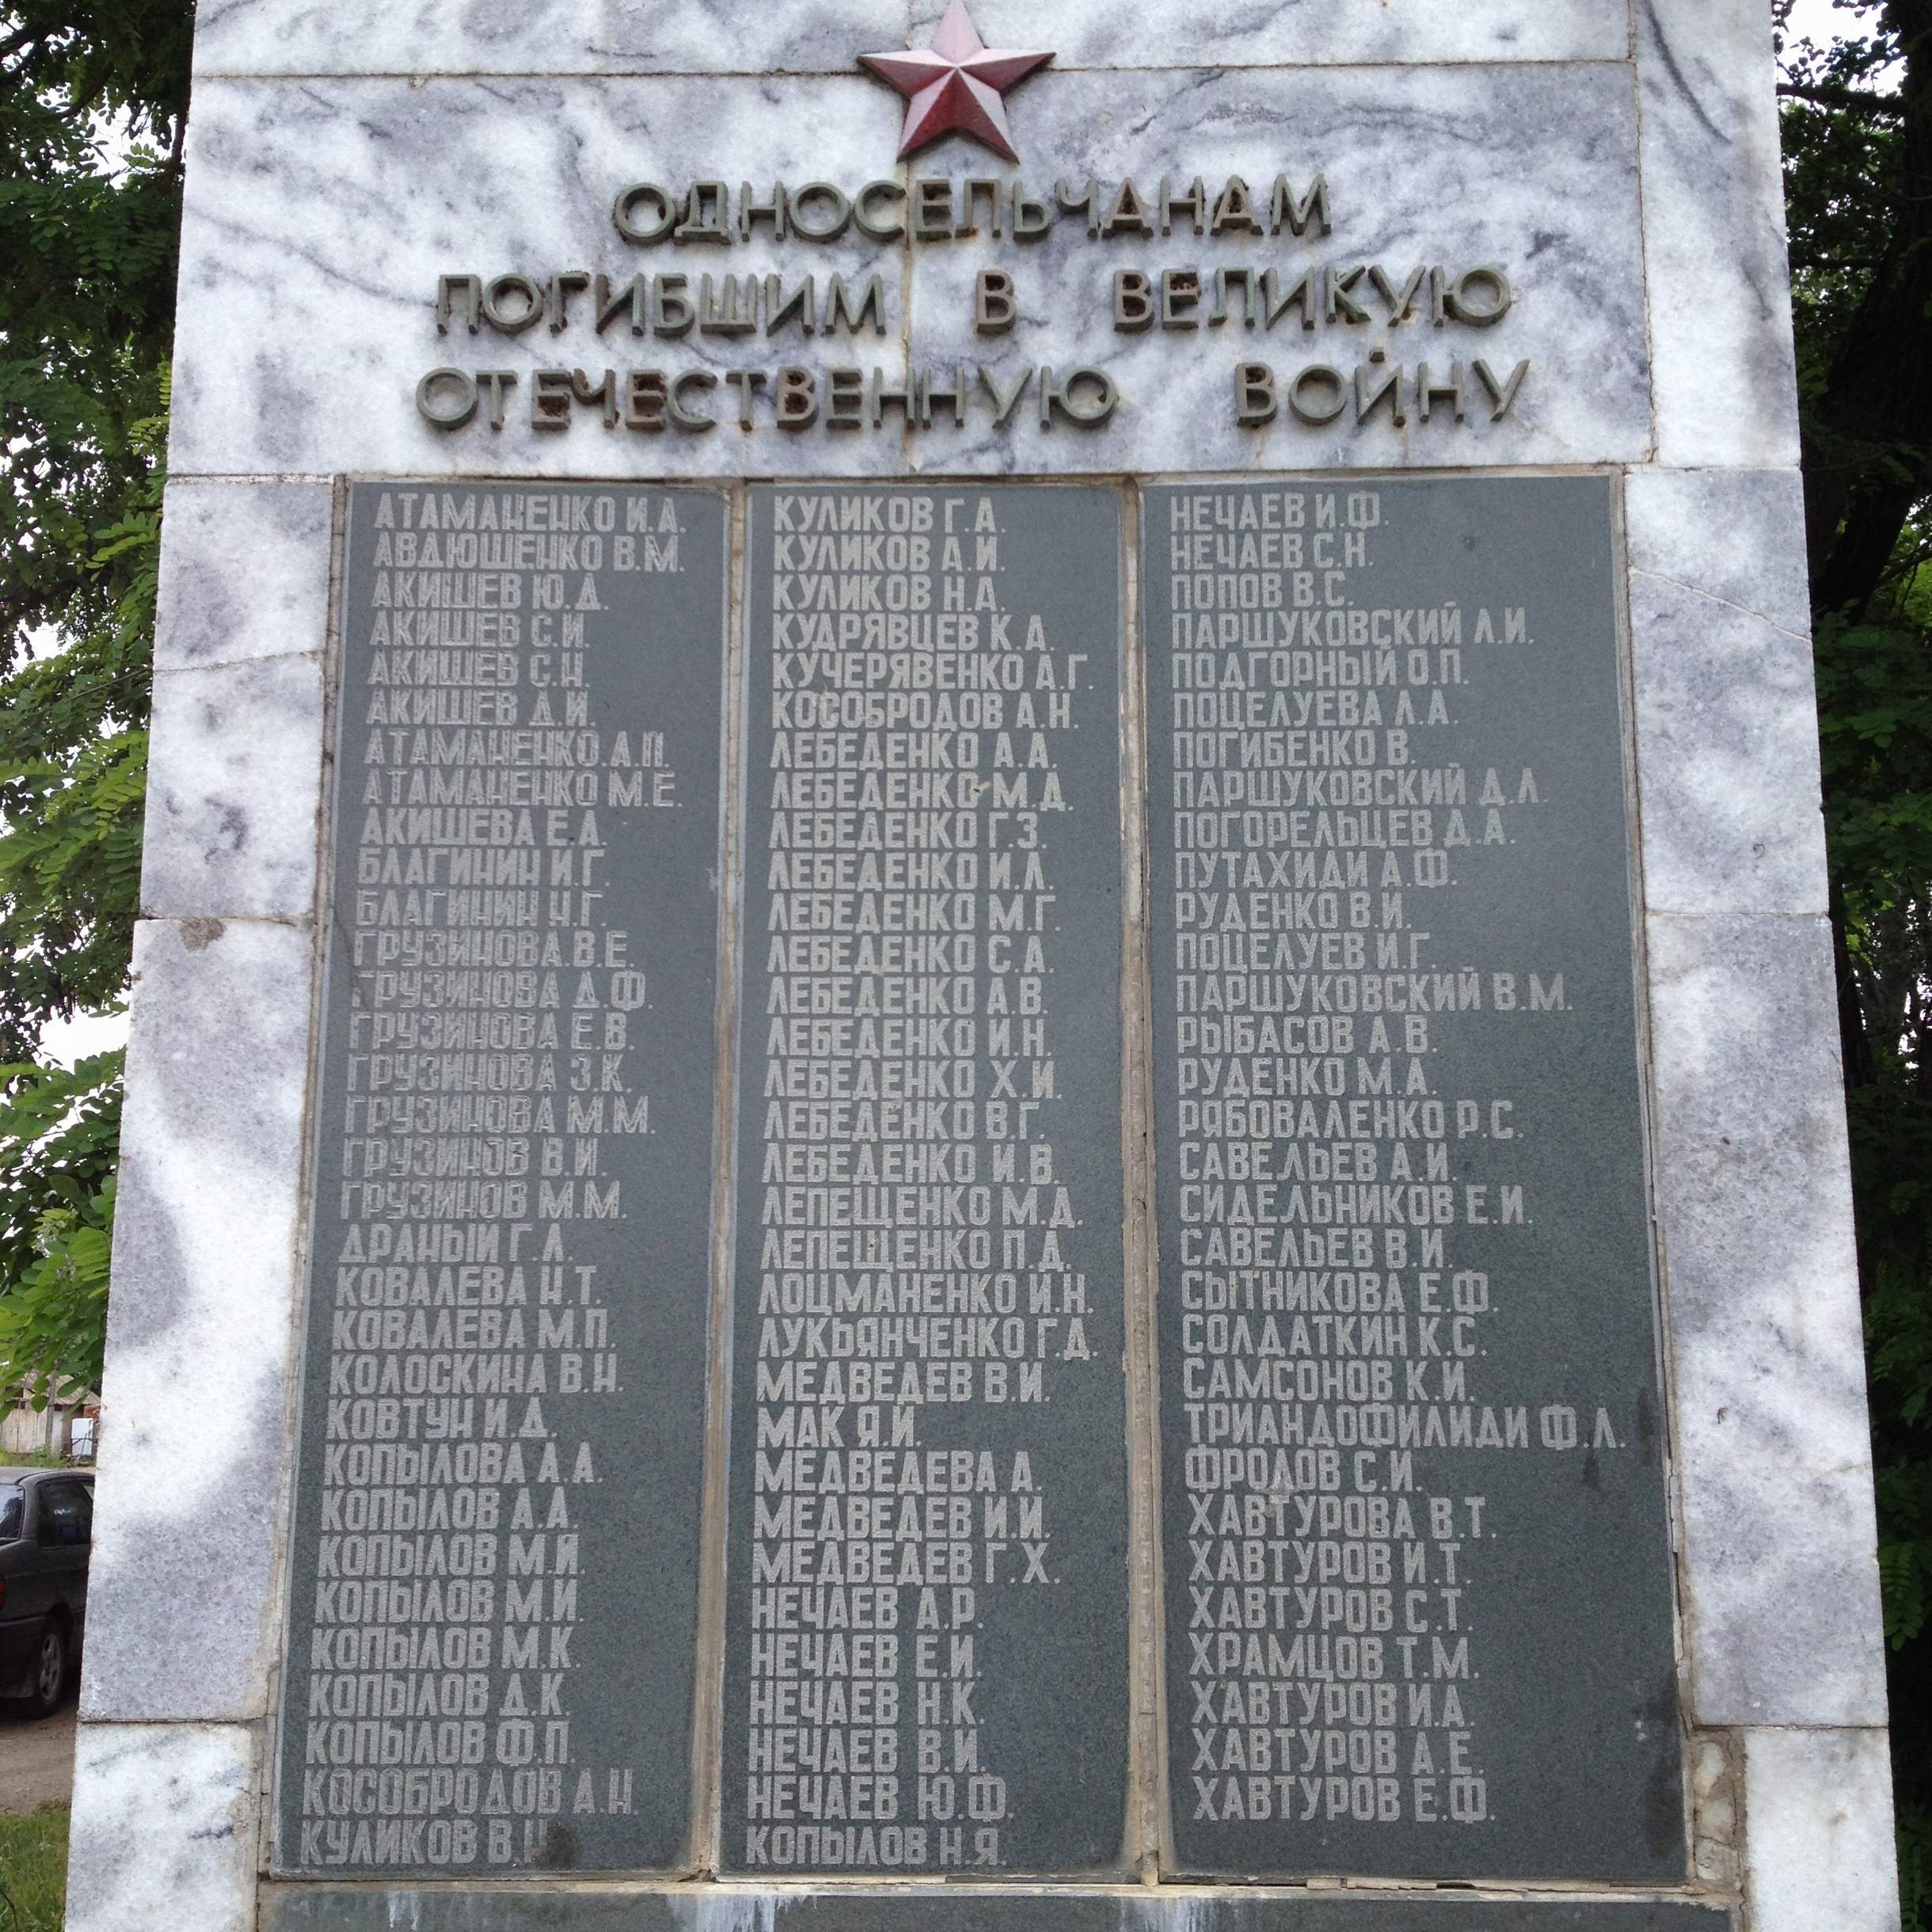 ОДНОСЕЛЬЧАНАМ
ПОГИБШИМ В ВЕЛИКУЮ
ОТЕЧЕСТВЕННУЮ ВОЙНУ
АТАМАНЕНКО И.А.
АВДЮШЕНКО В.М.
АКИШЕВ Ю.Д.
АКИШЕВ С.И.
АКИШЕВ С.Н.
АКИШЕВ Д.И.
АТАМАНЕНКО А.П.
АТАМАНЕНКО М.Е.
АКИШЕВА Е.А.
БЛАГИНИН И.Г.
БЛАГИНИН Н.Г.
ГРУЗИНОВА В.Е.
ГРУЗИНОВА Д.Ф.
ГРУЗИНОВА Е.В.
ГРУЗИНОВА З.К.
ГРУЗИНОВА М.М.
ГРУЗИНОВ В.И.
ГРУЗИНОВ М.М.
ДРАНЫЙ Г.Л.
КОВАЛЕВА Н.Т.
КОВАЛЕВА М.П.
КОЛОСКИНА В.Н.
КОВТУН И.Д.
КОПЫЛОВА А.А.
КОПЫЛОВ А.А.
КОПЫЛОВ М.И.
КОПЫЛОВ М.И.
КОПЫЛОВ М.К.
КОПЫЛОВ Д.К.
КОПЫЛОВ Ф.П.
КОСОБРОДОВ А.Н.
КУЛИКОВ В.Н
КУЛИКОВ Г.А.
КУЛИКОВ А.И.
КУЛИКОВ Н.А.
КУДРЯВЦЕВ К.А.
КУЧЕРЯВЕНКО А.Г.
КОСОБРОДОВ А.Н.
ЛЕБЕДЕНКО А.А.
ЛЕБЕДЕНКО М.Д.
ЛЕБЕДЕНКО Г.З.
ЛЕБЕДЕНКО И.Л.
ЛЕБЕДЕНКО М.Г.
ЛЕБЕДЕНКО С.А.
ЛЕБЕДЕНКО А.В.
ЛЕБЕДЕНКО И.Н.
ЛЕБЕДЕНКО Х.И.
ЛЕБЕДЕНКО В.Г.
ЛЕБЕДЕНКО И.В.
ЛЕПЕЩЕНКО М.Д.
ЛЕПЕЩЕНКО П.Д.
ЛОЦМАНЕНКО И.Н.
ЛУКЬЯНЧЕНКО Г.Д.
МЕДВЕДЕВ В.И.
МАК Я.И.
МЕДВЕДЕВА А.
МЕДВЕДЕВ И.И.
МЕДВЕДЕВ Г.Х.
НЕЧАЕВ А.Р.
НЕЧАЕВ Е.И.
НЕЧАЕВ Н.К.
НЕЧАЕВ В.И.
НЕЧАЕВ Ю.Ф.
КОПЫЛОВ Н.Я.
НЕЧАЕВ И.Ф.
НЕЧАЕВ С.Н.
ПОПОВ В.С.
ПАРШУКОВСКИЙ Л.И.
ПОДГОРНЫЙ О.П.
ПОЦЕЛУЕВА Л.А.
ПОГИБЕНКО В.
ПАРШУКОВСКИЙ Д.Л.
ПОГОРЕЛЬЦЕВ Д.А.
ПУТАХИДИ А.Ф.
РУДЕНКО В.И.
ПОЦЕЛУЕВ И.Г.
ПАРШУКОВСКИЙ В.М.
РЫБАСОВ А.В.
РУДЕНКО М.А.
РЯБОВАЛЕНКО Р.С.
САВЕЛЬЕВ А.И.
СИДЕЛЬНИКОВ Е.И.
САВЕЛЬЕВ В.И.
СЫТНИКОВА Е.Ф.
СОЛДАТКИН К.С.
САМСОНОВ К.И.
ТРИАНДОФИЛИДИ Ф.Л.
ФРОЛОВ С.И.
ХАВТУРОВА В.Т.
ХАВТУРОВ И.Т.
ХАВТУРОВ С.Т.
ХРАМЦОВ Т.М.
ХАВТУРОВ И.А.
ХАВТУРОВ А.Е.
ХАВТУРОВ Е.Ф.